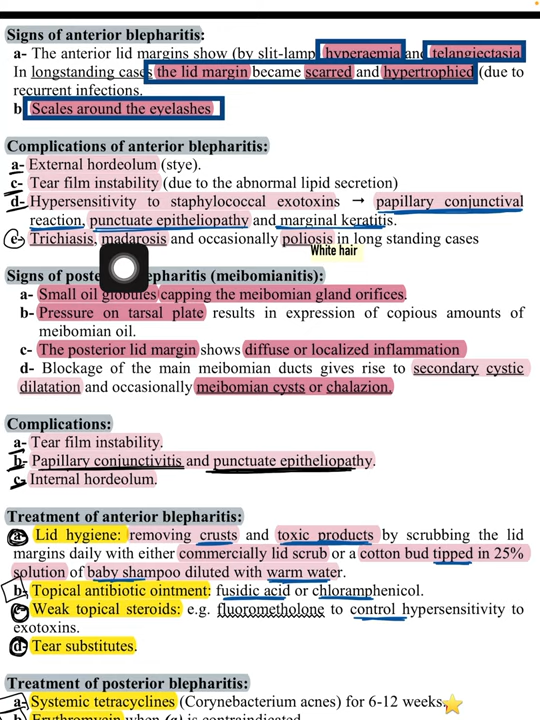 Signs of anterior blepharitis:
a- The anterior lid margins show (by slit-lamp hyperaemia and telangiectasia
In longstanding cases the lid margin became scarred and hypertrophied (due to
recurrent infections.
b Scales around the eyelashes
Complications of anterior blepharitis:
a- External hordeolum (stye).
c- Tear film instability (due to the abnormal lipid secretion)
d- Hypersensitivity to staphylococcal exotoxins → papillary conjunctival
reaction, punctuate epitheliopathy and marginal keratitis.
e- Trichiasis, madarosis and occasionally poliosis in long standing cases
White hair
Signs of poste epharitis (meibomianitis):
a- Small oil globules capping the meibomian gland orifices.
b- Pressure on tarsal plate results in expression of copious amounts of
meibomian oil.
c- The posterior lid margin shows diffuse or localized inflammation
d- Blockage of the main meibomian ducts gives rise to secondary cystic
dilatation and occasionally meibomian cysts or chalazion.
Complications:
a- Tear film instability.
b- Papillary conjunctivitis and punctuate epitheliopathy.
c- Internal hordeolum.
Treatment of anterior blepharitis:
a- Lid hygiene: removing crusts and toxic products by scrubbing the lid
margins daily with either commercially lid scrub or a cotton bud tipped in 25%
solution of baby shampoo diluted with warm water.
b- Topical antibiotic ointment: fusidic acid or chloramphenicol.
c- Weak topical steroids: e.g. fluorometholone to control hypersensitivity to
exotoxins.
d- Tear substitutes.
Treatment of posterior blepharitis:
a- Systemic tetracyclines (Corynebacterium acnes) for 6-12 weeks.
b- Erythromycin when (a) is contraindicated